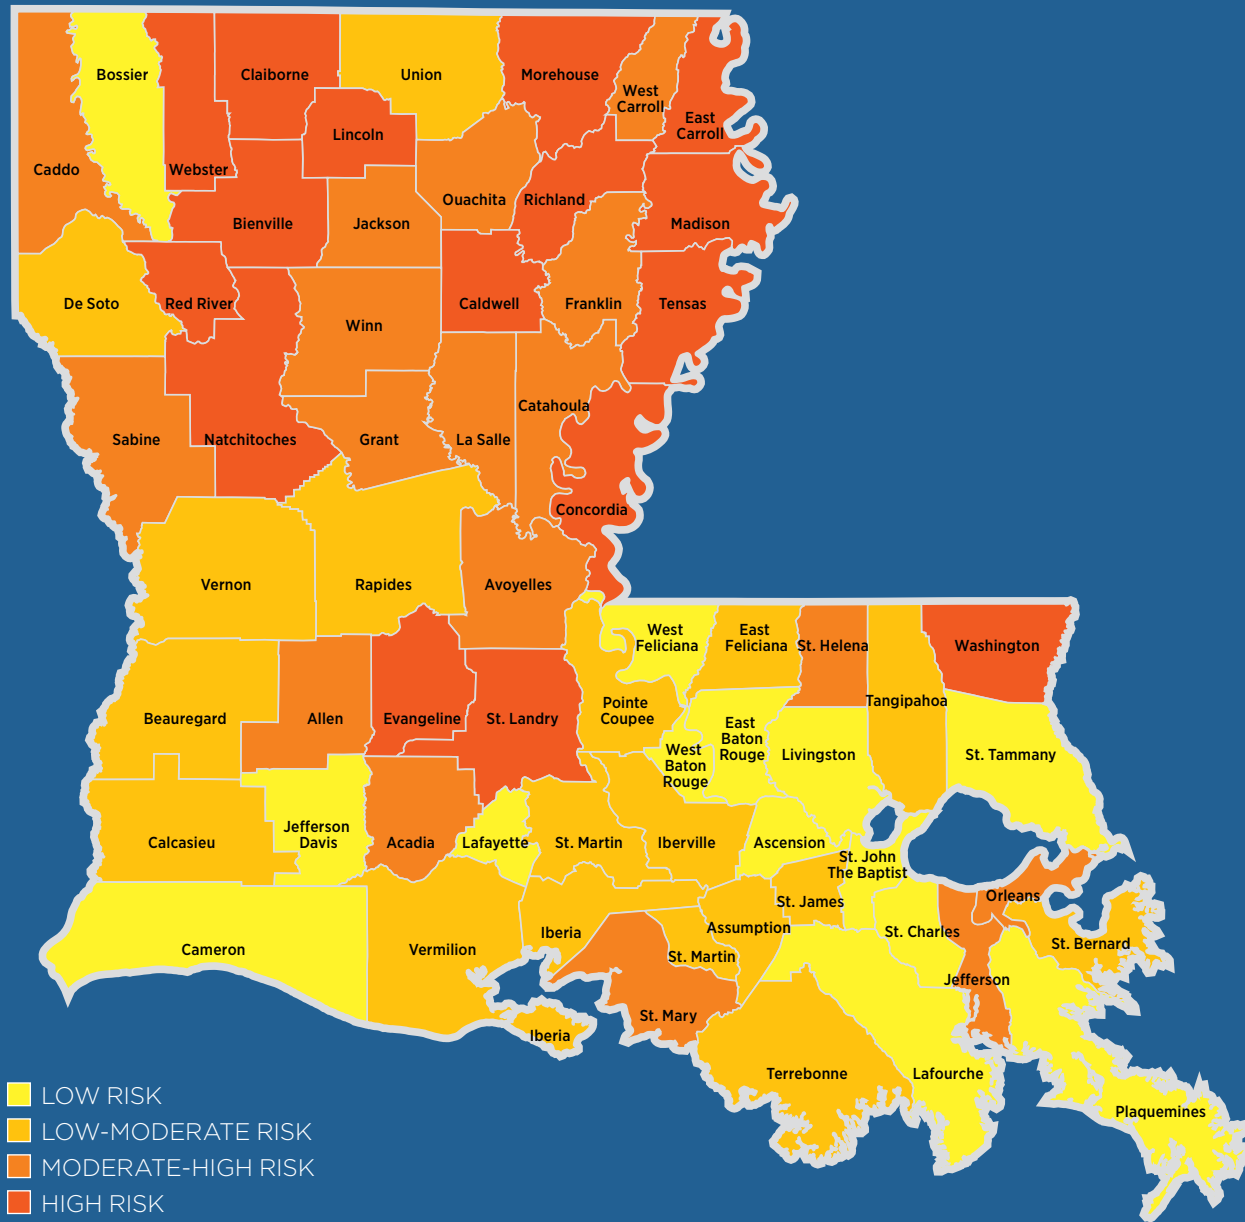 Bossier
Claiborne
Union
Morehouse
West
Carroll
East
Carroll
Lincoln
Caddo
Webster
Ouachita
Richland
Bienville
Jackson
Madison
De Soto
Red River
Winn
Caldwell
Franklin
Tensas
Catahoula
Sabine
Natchitoches
Grant
La Salle
Concordia
Vernon
Rapides
Avoyelles
West
Feliciana
East
Feliciana
St. Helena
Washington
Tangipahoa
Beauregard
Allen
Evangeline
St. Landry
Pointe
Coupee
East
Baton
Rouge
West
Baton
Rouge
Livingston
St. Tammany
Calcasieu
Jefferson
Davis
Acadia
Lafayette
St. Martin
Iberville
Ascension
St. John
The Baptist
St. James
Orleans
Cameron
Vermilion
Iberia
Assumption
St. Martin
St. Charles
St. Bernard
Jefferson
St. Mary
Iberia
Terrebonne
Lafourche
Plaquemines
LOW RISK
LOW-MODERATE RISK
MODERATE-HIGH RISK
HIGH RISK